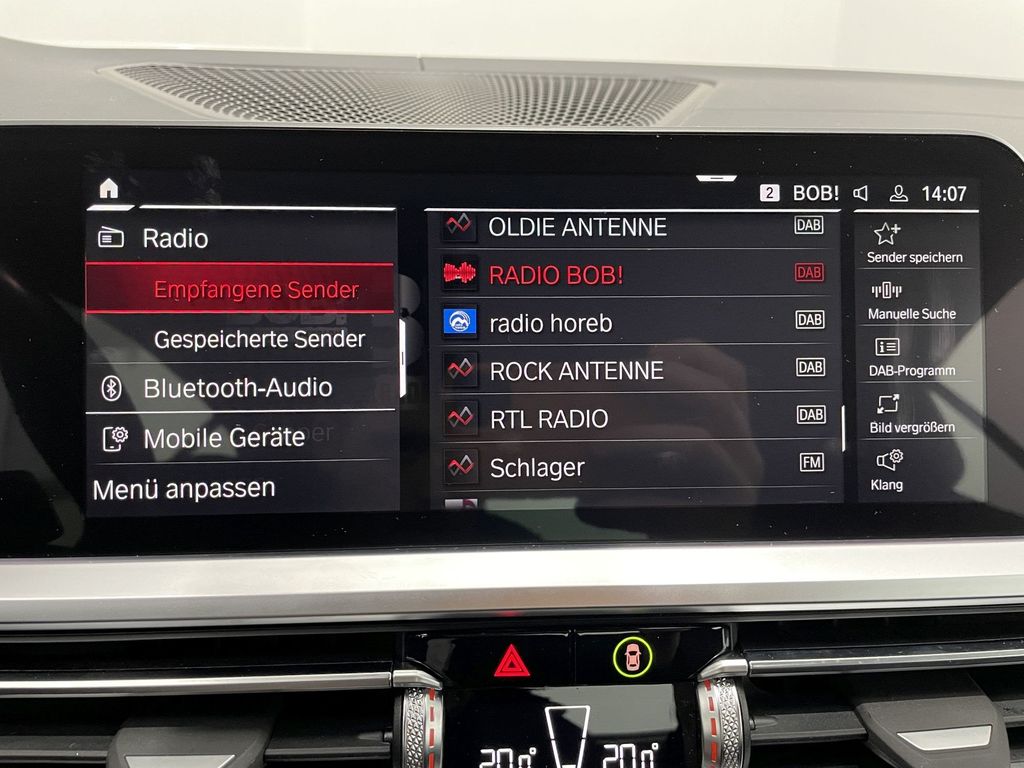 2 BOB! 14:07
Radio
Empfangene Sender
Gespeicherte Sender
Bluetooth-Audio
Mobile Geräte
Menü anpassen
OLDIE ANTENNE DAB
RADIO BOB! DAB
radio horeb DAB
ROCK ANTENNE DAB
RTL RADIO DAB
Schlager FM
Sender speichern
Manuelle Suche
DAB-Programm
Bild vergrößern
Klang
20.0° 20.0°